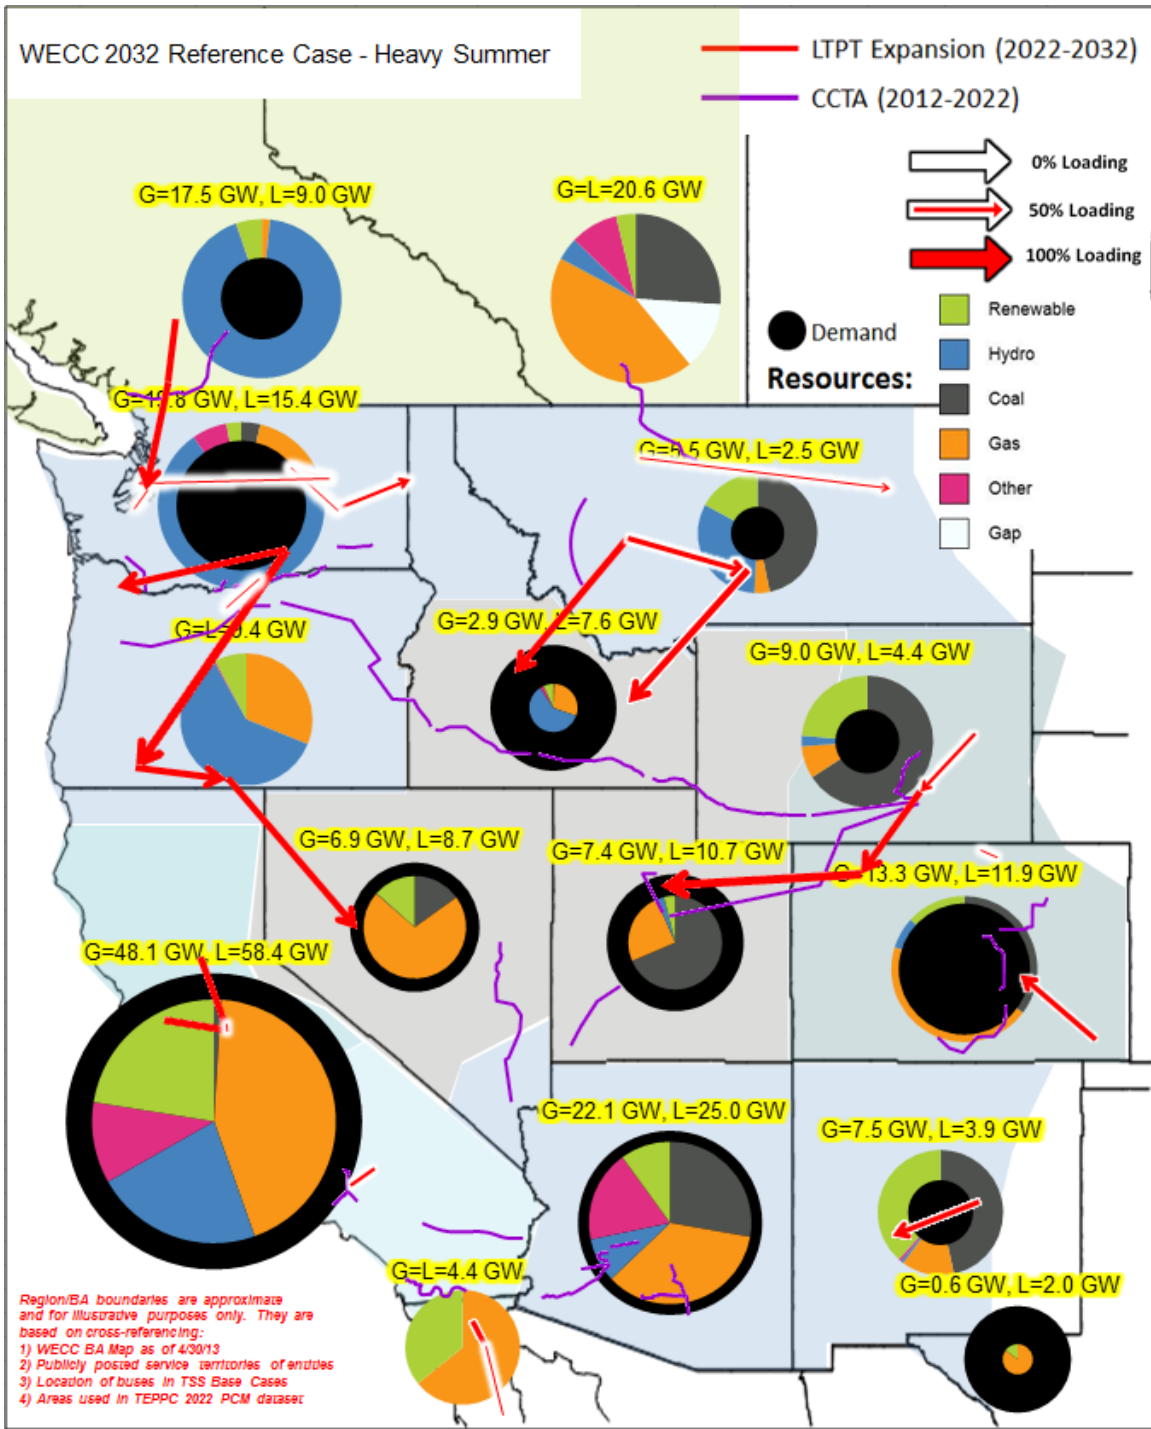 WECC 2032 Reference Case - Heavy Summer
LTPT Expansion (2022-2032)
CCTA (2012-2022)
0% Loading
50% Loading
100% Loading
G=17.5 GW, L=9.0 GW
G=L=20.6 GW
Renewable
Demand
Hydro
Resources:
Coal
G=19.8 GW, L=15.4 GW
Gas
G=5.5 GW, L=2.5 GW
Other
Gap
G=2.9 GW, L=7.6 GW
G=L=9.4 GW
G=9.0 GW, L=4.4 GW
G=6.9 GW, L=8.7 GW
G=7.4 GW, L=10.7 GW
G=13.3 GW, L=11.9 GW
G=48.1 GW, L=58.4 GW
G=22.1 GW, L=25.0 GW
G=7.5 GW, L=3.9 GW
G=L=4.4 GW
G=0.6 GW, L=2.0 GW
Region/BA boundaries are approximate
and for illustrative purposes only. They are
based on cross-referencing:
1) WECC BA Map as of 4/30/13
2) Publicly posted service territories of entities
3) Location of buses in TSS Base Cases
4) Areas used in TEPPC 2022 PCM dataset